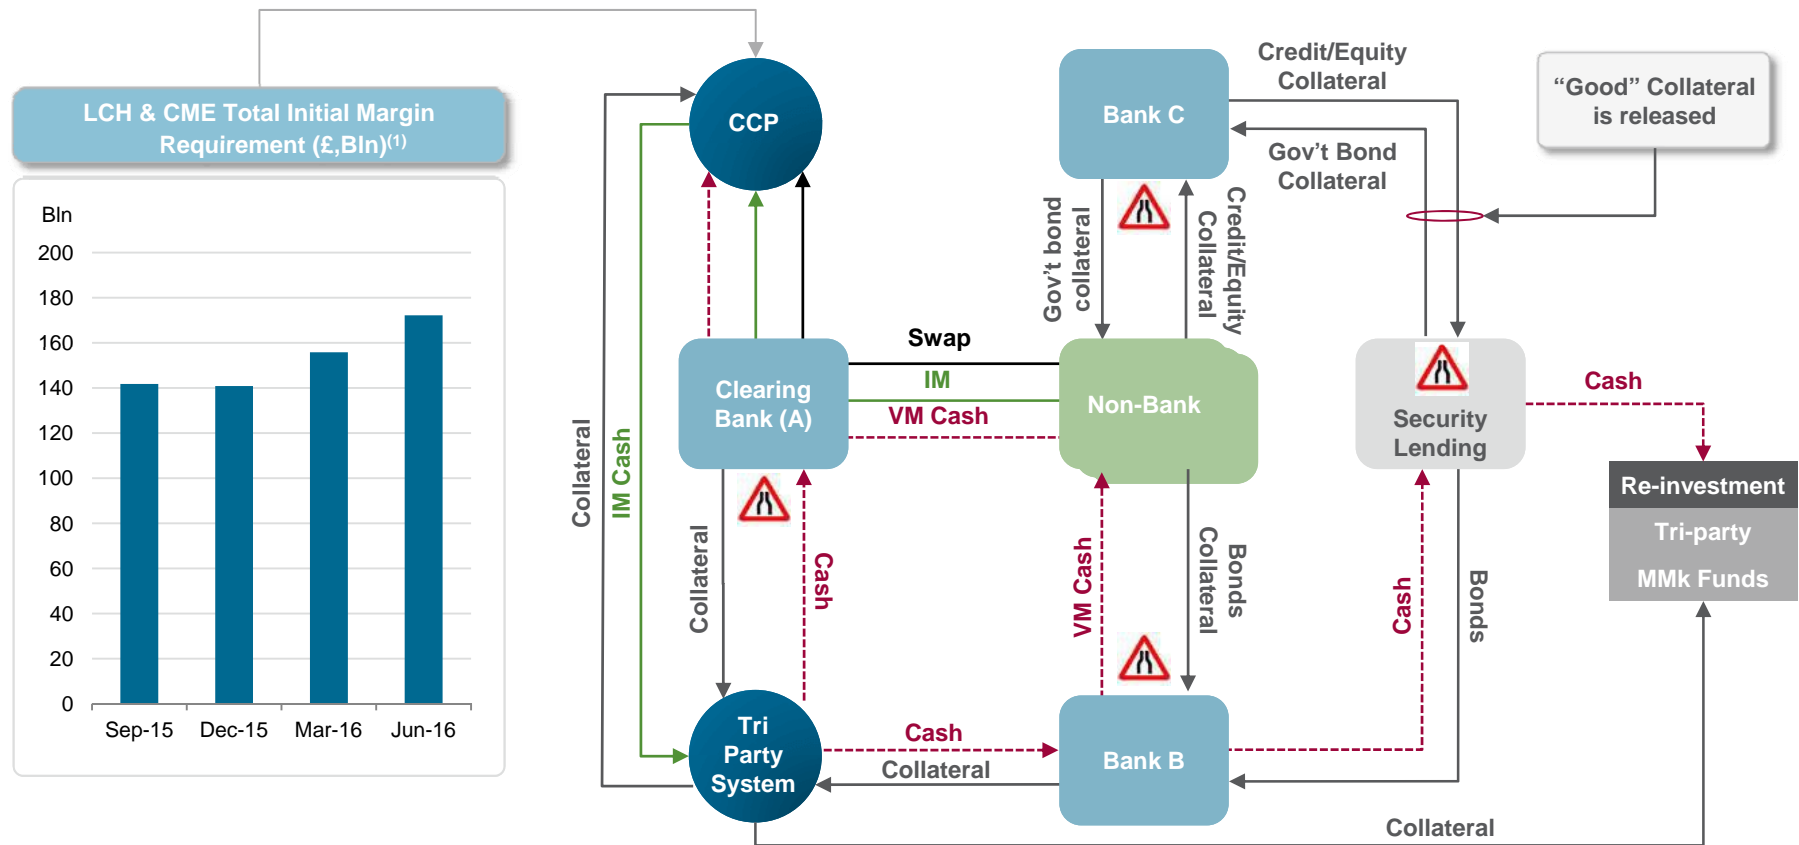 LCH & CME Total Initial Margin
Requirement (£,Bln)(1)
Bln
200
180
160
140
120
100
80
60
40
20
0
Sep-15
Dec-15
Mar-16
Jun-16
CCP
Collateral
IM Cash
Clearing
Bank (A)
Swap
IM
VM Cash
Collateral
Cash
Tri
Party
System
Cash
Collateral
Bank C
Credit/Equity
Collateral
Gov't Bond
Collateral
Gov't bond
collateral
Credit/Equity
Collateral
Non-Bank
VM Cash
Bonds
Collateral
Bank B
"Good" Collateral
is released
Security
Lending
Cash
Cash
Bonds
Re-investment
Tri-party
MMk Funds
Collateral